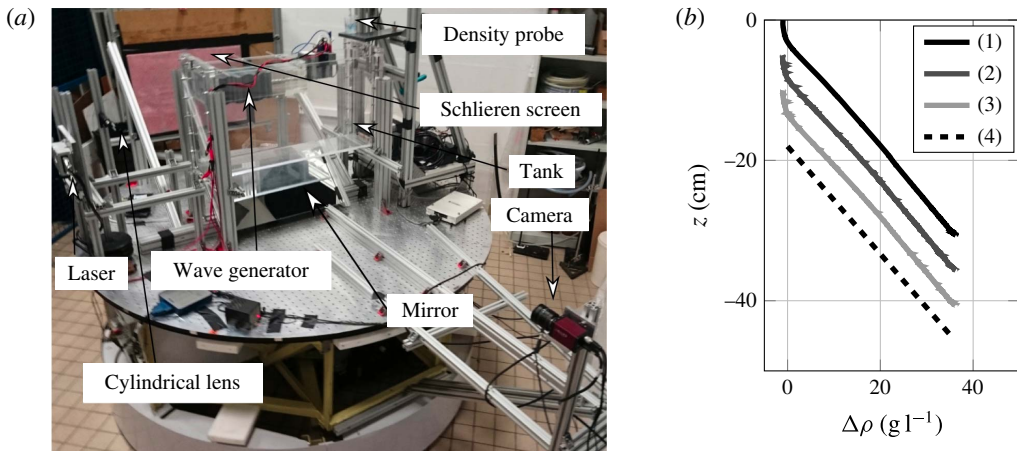 (a)
Density probe
Schlieren screen
Tank
Camera
Laser
Wave generator
Mirror
Cylindrical lens
(b)
0
−20
−40
z (cm)
(1)
(2)
(3)
(4)
0
20
40
Δρ (g l⁻¹)